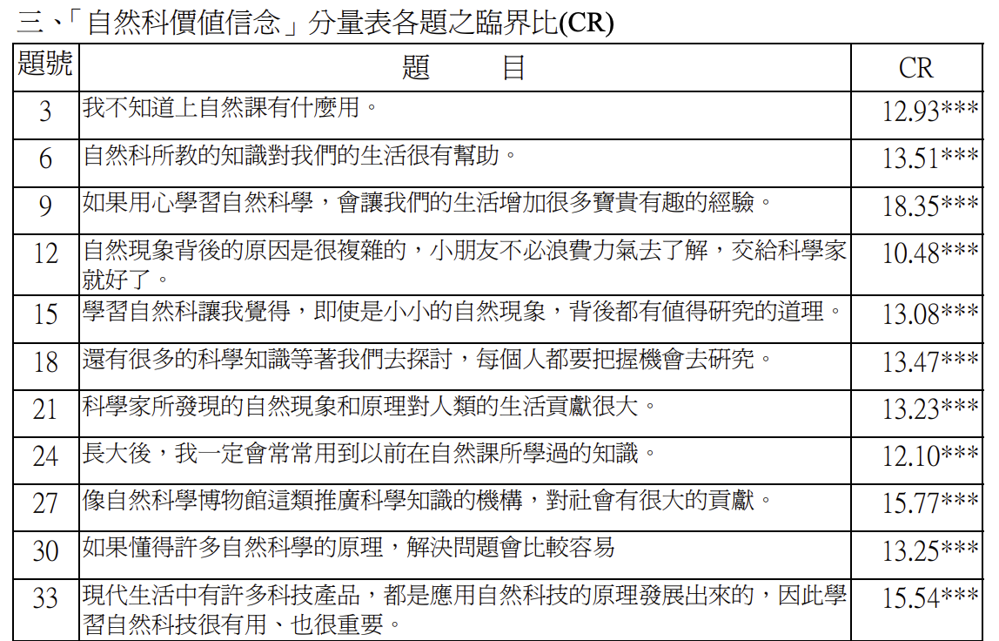 三、「自然科價值信念」分量表各題之臨界比(CR)
題號 題 目 CR
3 我不知道上自然課有什麼用。 12.93***
6 自然科所教的知識對我們的生活很有幫助。 13.51***
9 如果用心學習自然科學，會讓我們的生活增加很多寶貴有趣的經驗。 18.35***
12 自然現象背後的原因是很複雜的，小朋友不必浪費力氣去了解，交給科學家 10.48***
就好了。
15 學習自然科讓我覺得，即使是小小的自然現象，背後都有值得研究的道理。 13.08***
18 還有很多的科學知識等著我們去探討，每個人都要把握機會去研究。 13.47***
21 科學家所發現的自然現象和原理對人類的生活貢獻很大。 13.23***
24 長大後，我一定會常常用到以前在自然課所學過的知識。 12.10***
27 像自然科學博物館這類推廣科學知識的機構，對社會有很大的貢獻。 15.77***
30 如果懂得許多自然科學的原理，解決問題會比較容易 13.25***
33 現代生活中有許多科技產品，都是應用自然科技的原理發展出來的，因此學 15.54***
習自然科技很有用、也很重要。